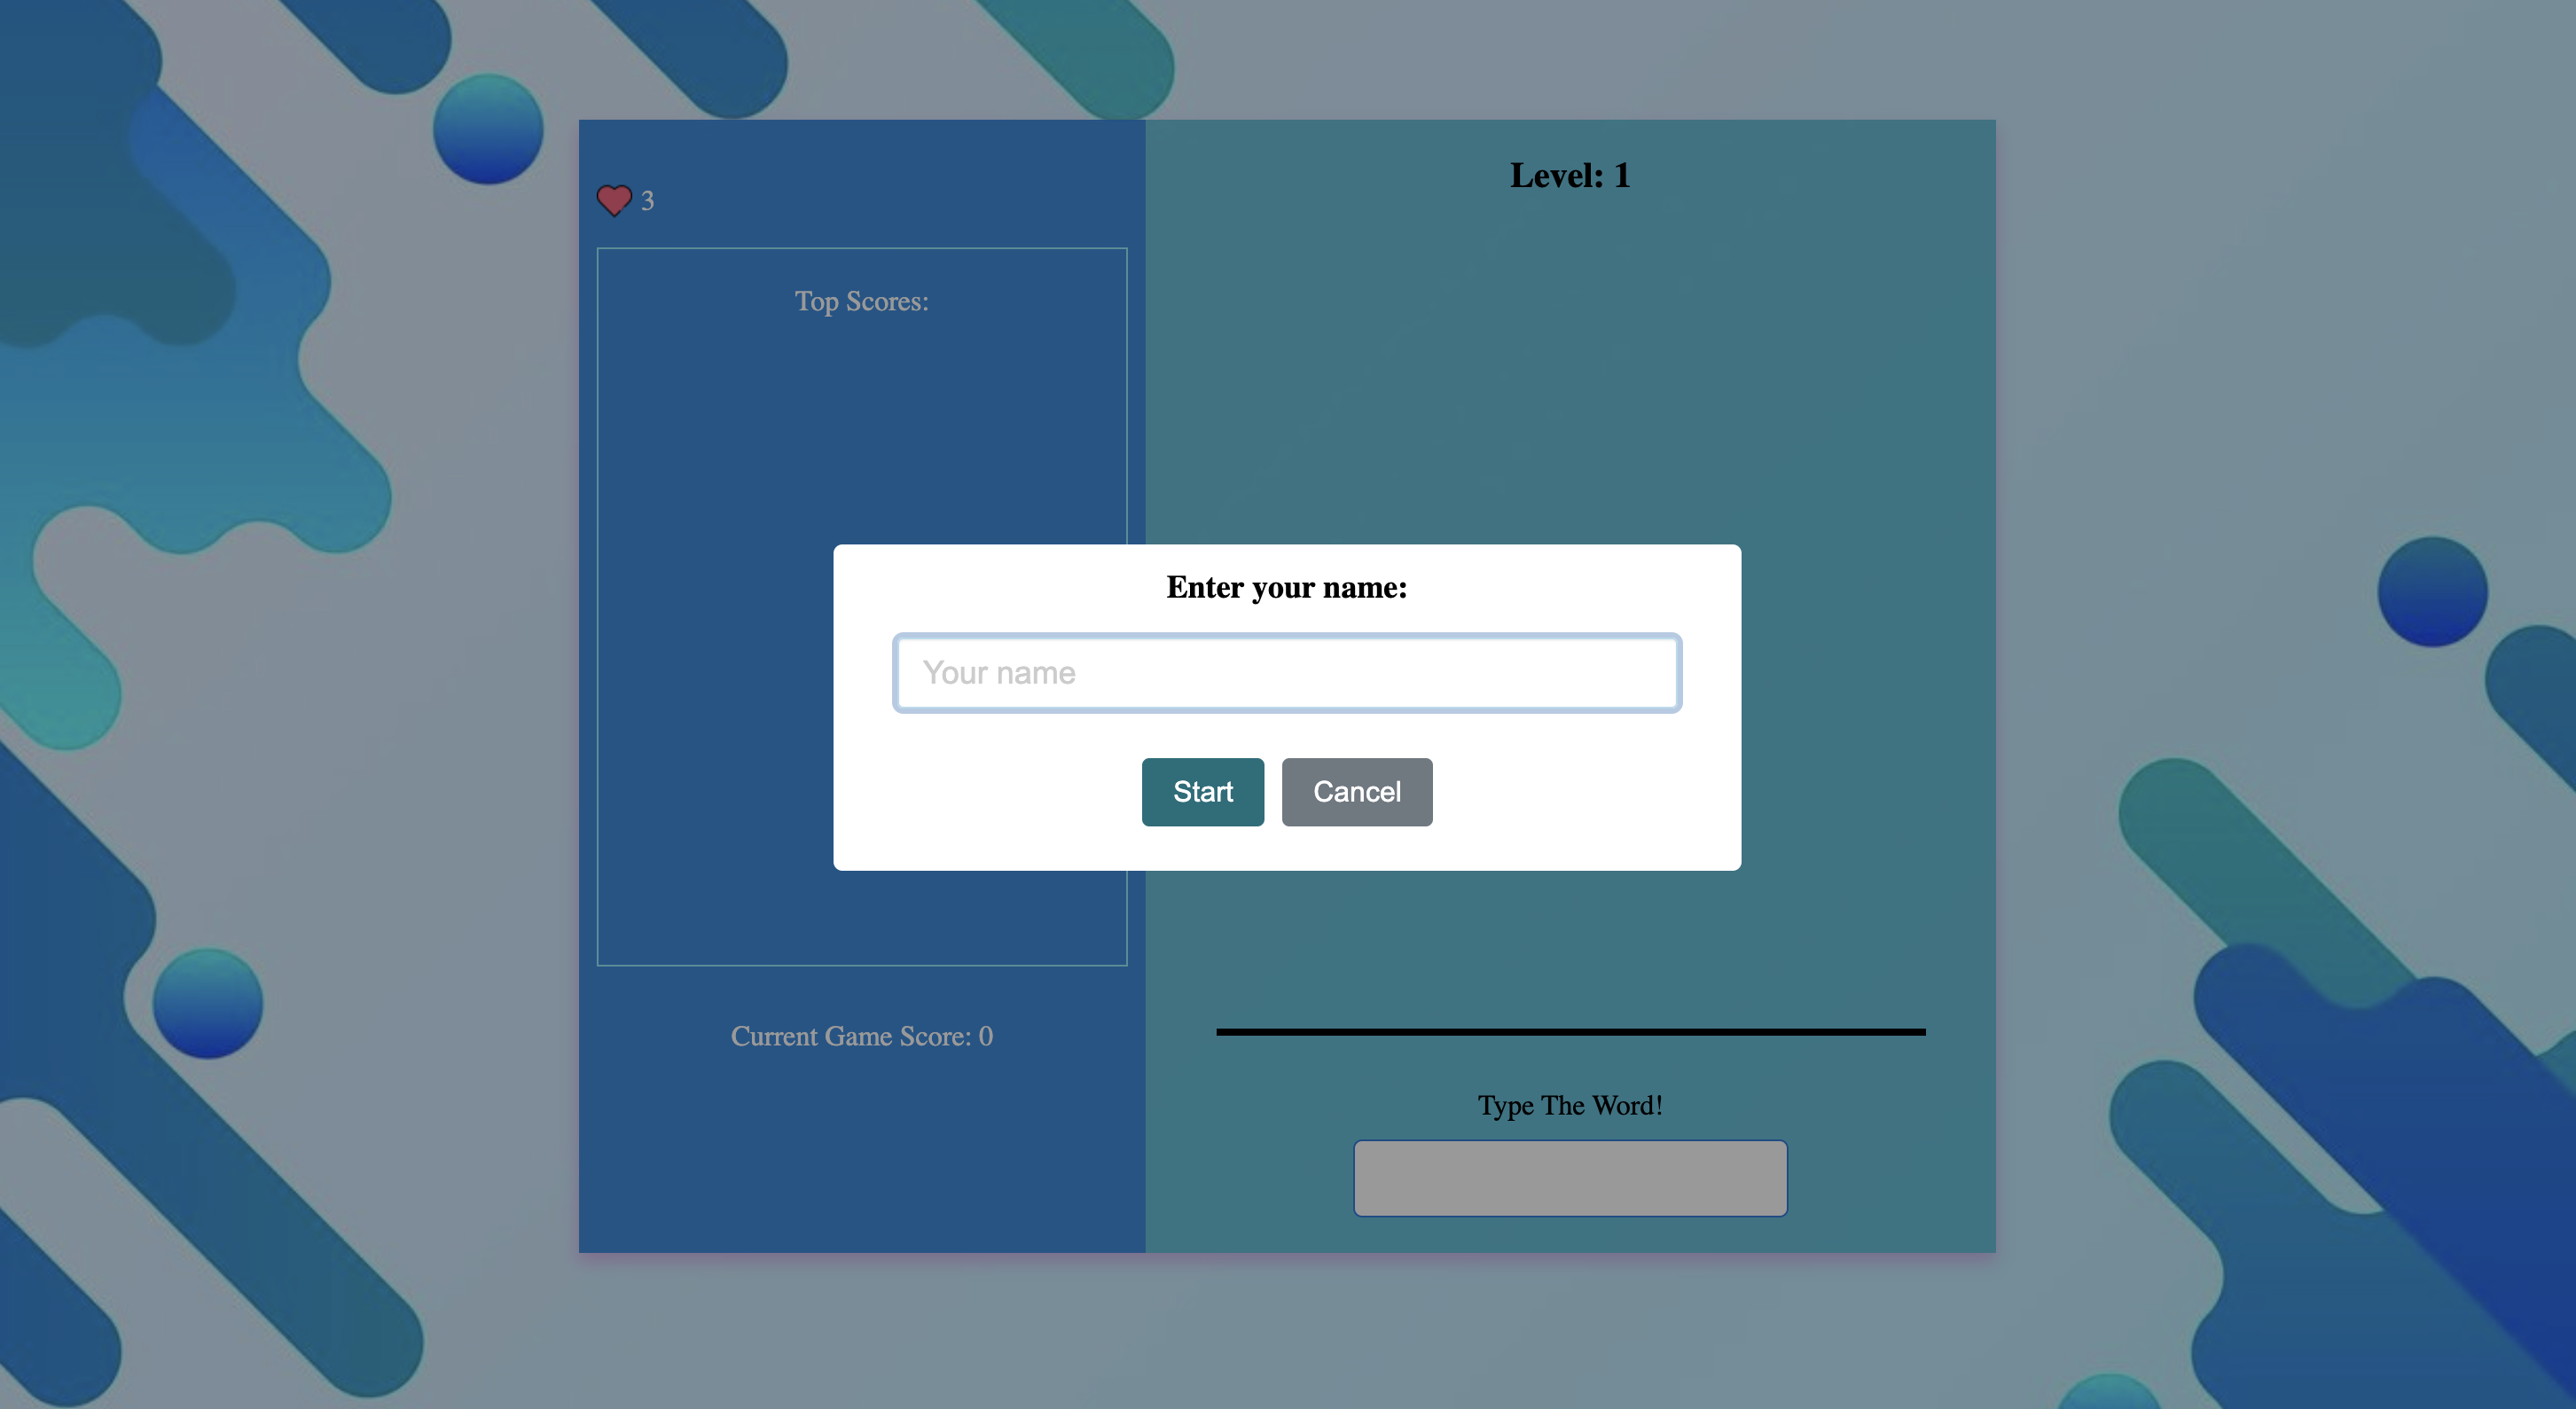 3
Top Scores:
Current Game Score: 0
Level: 1
Enter your name:
Your name
Start Cancel
Type The Word!